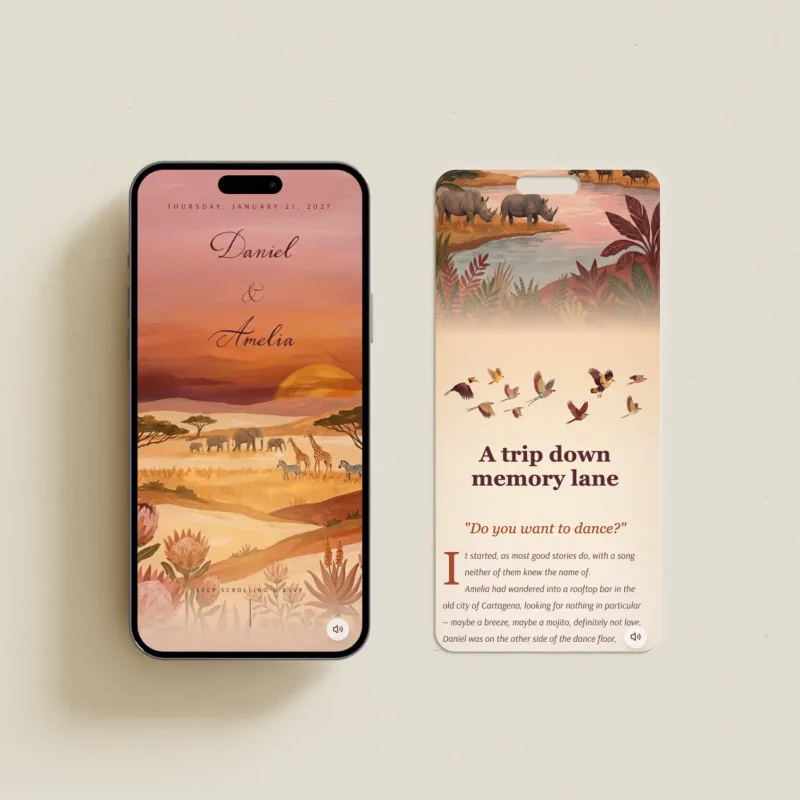 THURSDAY, JANUARY 21, 2027
Daniel
&
Amelia
KEEP SCROLLING & RSVP
A trip down
memory lane
"Do you want to dance?"
It started, as most good stories do, with a song
neither of them knew the name of.
Amelia had wandered into a rooftop bar in the
old city of Cartagena, looking for nothing in particular
– maybe a breeze, maybe a mojito, definitely not love.
Daniel was on the other side of the dance floor,